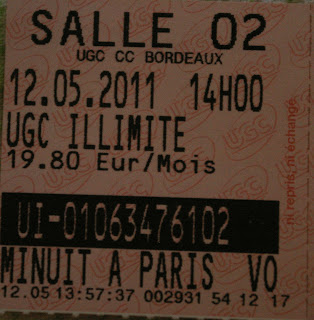 SALLE 02
UGC CC BORDEAUX
12.05.2011 14H00
UGC ILLIMITE
19.80 Eur/Mois
UI-01063476102
MINUIT A PARIS VO
12.05 13:57:37 002931 54 12 17
ni repris, ni échangé